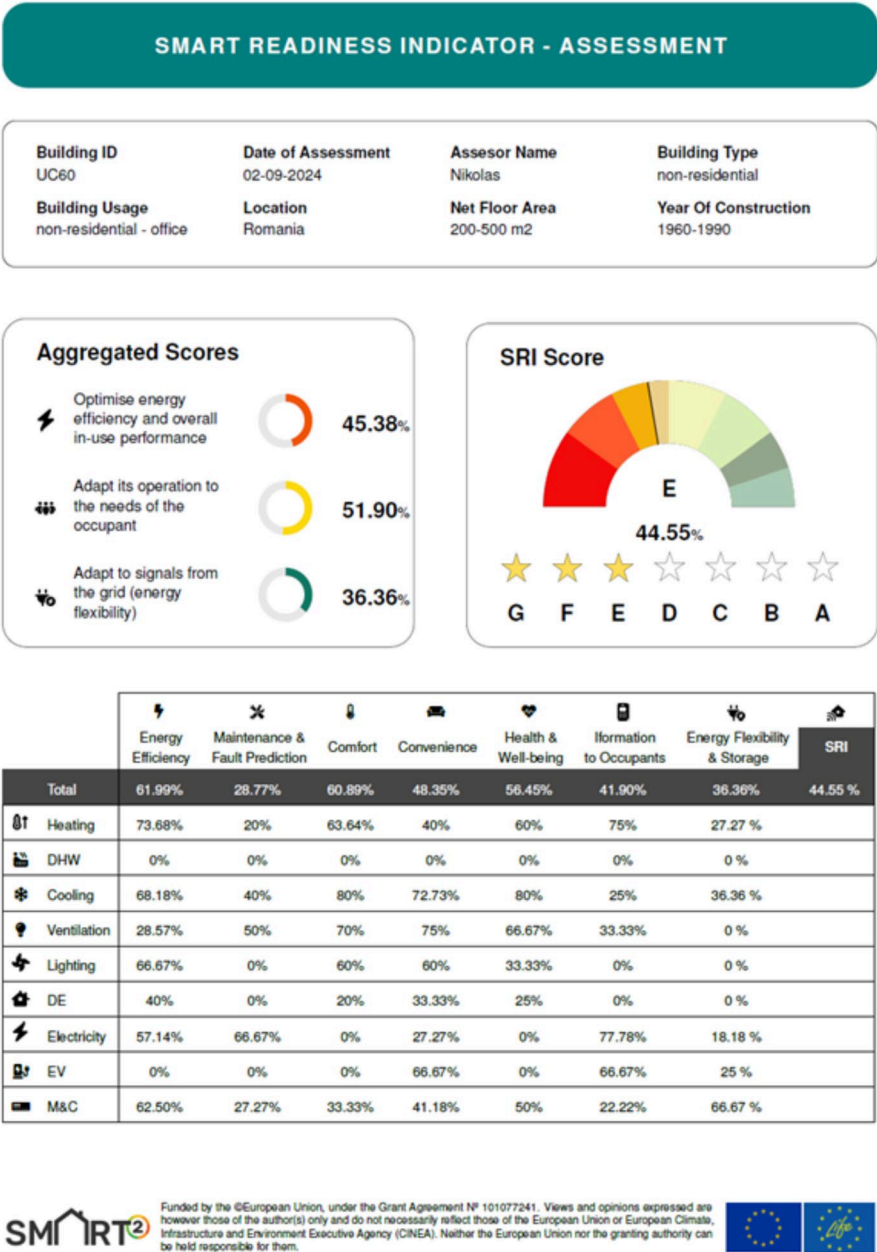 SMART READINESS INDICATOR - ASSESSMENT
Building ID Date of Assessment Assesor Name Building Type
UC60 02-09-2024 Nikolas non-residential
Building Usage Location Net Floor Area Year Of Construction
non-residential - office Romania 200-500 m2 1960-1990
Aggregated Scores
Optimise energy
efficiency and overall
in-use performance
45.38%
Adapt its operation to
the needs of the
occupant
51.90%
Adapt to signals from
the grid (energy
flexibility)
36.36%
SRI Score
E
44.55%
G F E D C B A
Energy Efficiency Maintenance & Fault Prediction Comfort Convenience Health & Well-being Iformation to Occupants Energy Flexibility & Storage SRI
Total 61.99% 28.77% 60.89% 48.35% 56.45% 41.90% 36.36% 44.55 %
Heating 73.68% 20% 63.64% 40% 60% 75% 27.27 %
DHW 0% 0% 0% 0% 0% 0% 0 %
Cooling 68.18% 40% 80% 72.73% 80% 25% 36.36 %
Ventilation 28.57% 50% 70% 75% 66.67% 33.33% 0 %
Lighting 66.67% 0% 60% 60% 33.33% 0% 0 %
DE 40% 0% 20% 33.33% 25% 0% 0 %
Electricity 57.14% 66.67% 0% 27.27% 0% 77.78% 18.18 %
EV 0% 0% 0% 66.67% 0% 66.67% 25 %
M&C 62.50% 27.27% 33.33% 41.18% 50% 22.22% 66.67 %
SMART2
Funded by the ©European Union, under the Grant Agreement Nº 101077241. Views and opinions expressed are
however those of the author(s) only and do not necessarily reflect those of the European Union or European Climate,
Infrastructure and Environment Executive Agency (CINEA). Neither the European Union nor the granting authority can
be held responsible for them.
Life